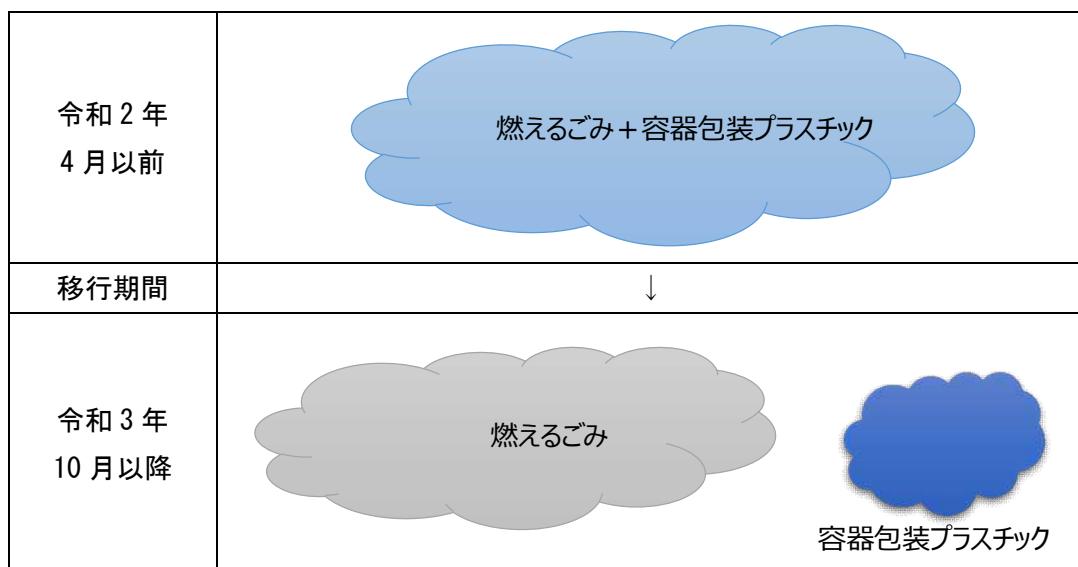 令和2年
4月以前
燃えるごみ+容器包装プラスチック
移行期間
↓
令和3年
10月以降
燃えるごみ
容器包装プラスチック